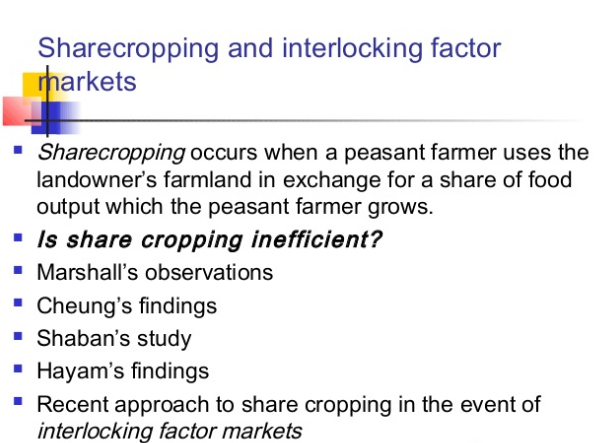 Sharecropping and interlocking factor
markets
Sharecropping occurs when a peasant farmer uses the
landowner's farmland in exchange for a share of food
output which the peasant farmer grows.
Is share cropping inefficient?
Marshall's observations
Cheung's findings
Shaban's study
Hayam's findings
Recent approach to share cropping in the event of
interlocking factor markets